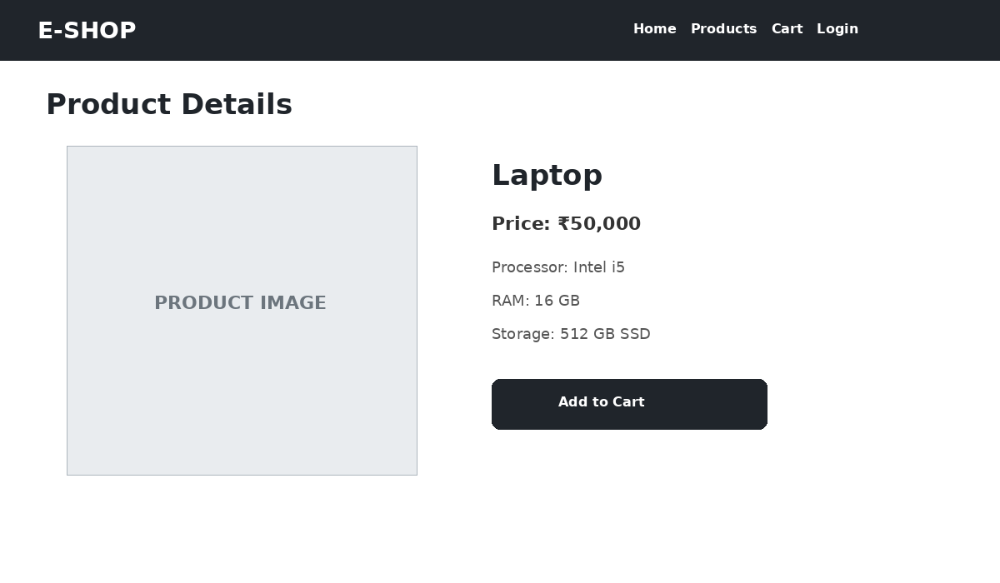 E-SHOP
Home Products Cart Login
Product Details
PRODUCT IMAGE
Laptop
Price: ₹50,000
Processor: Intel i5
RAM: 16 GB
Storage: 512 GB SSD
Add to Cart